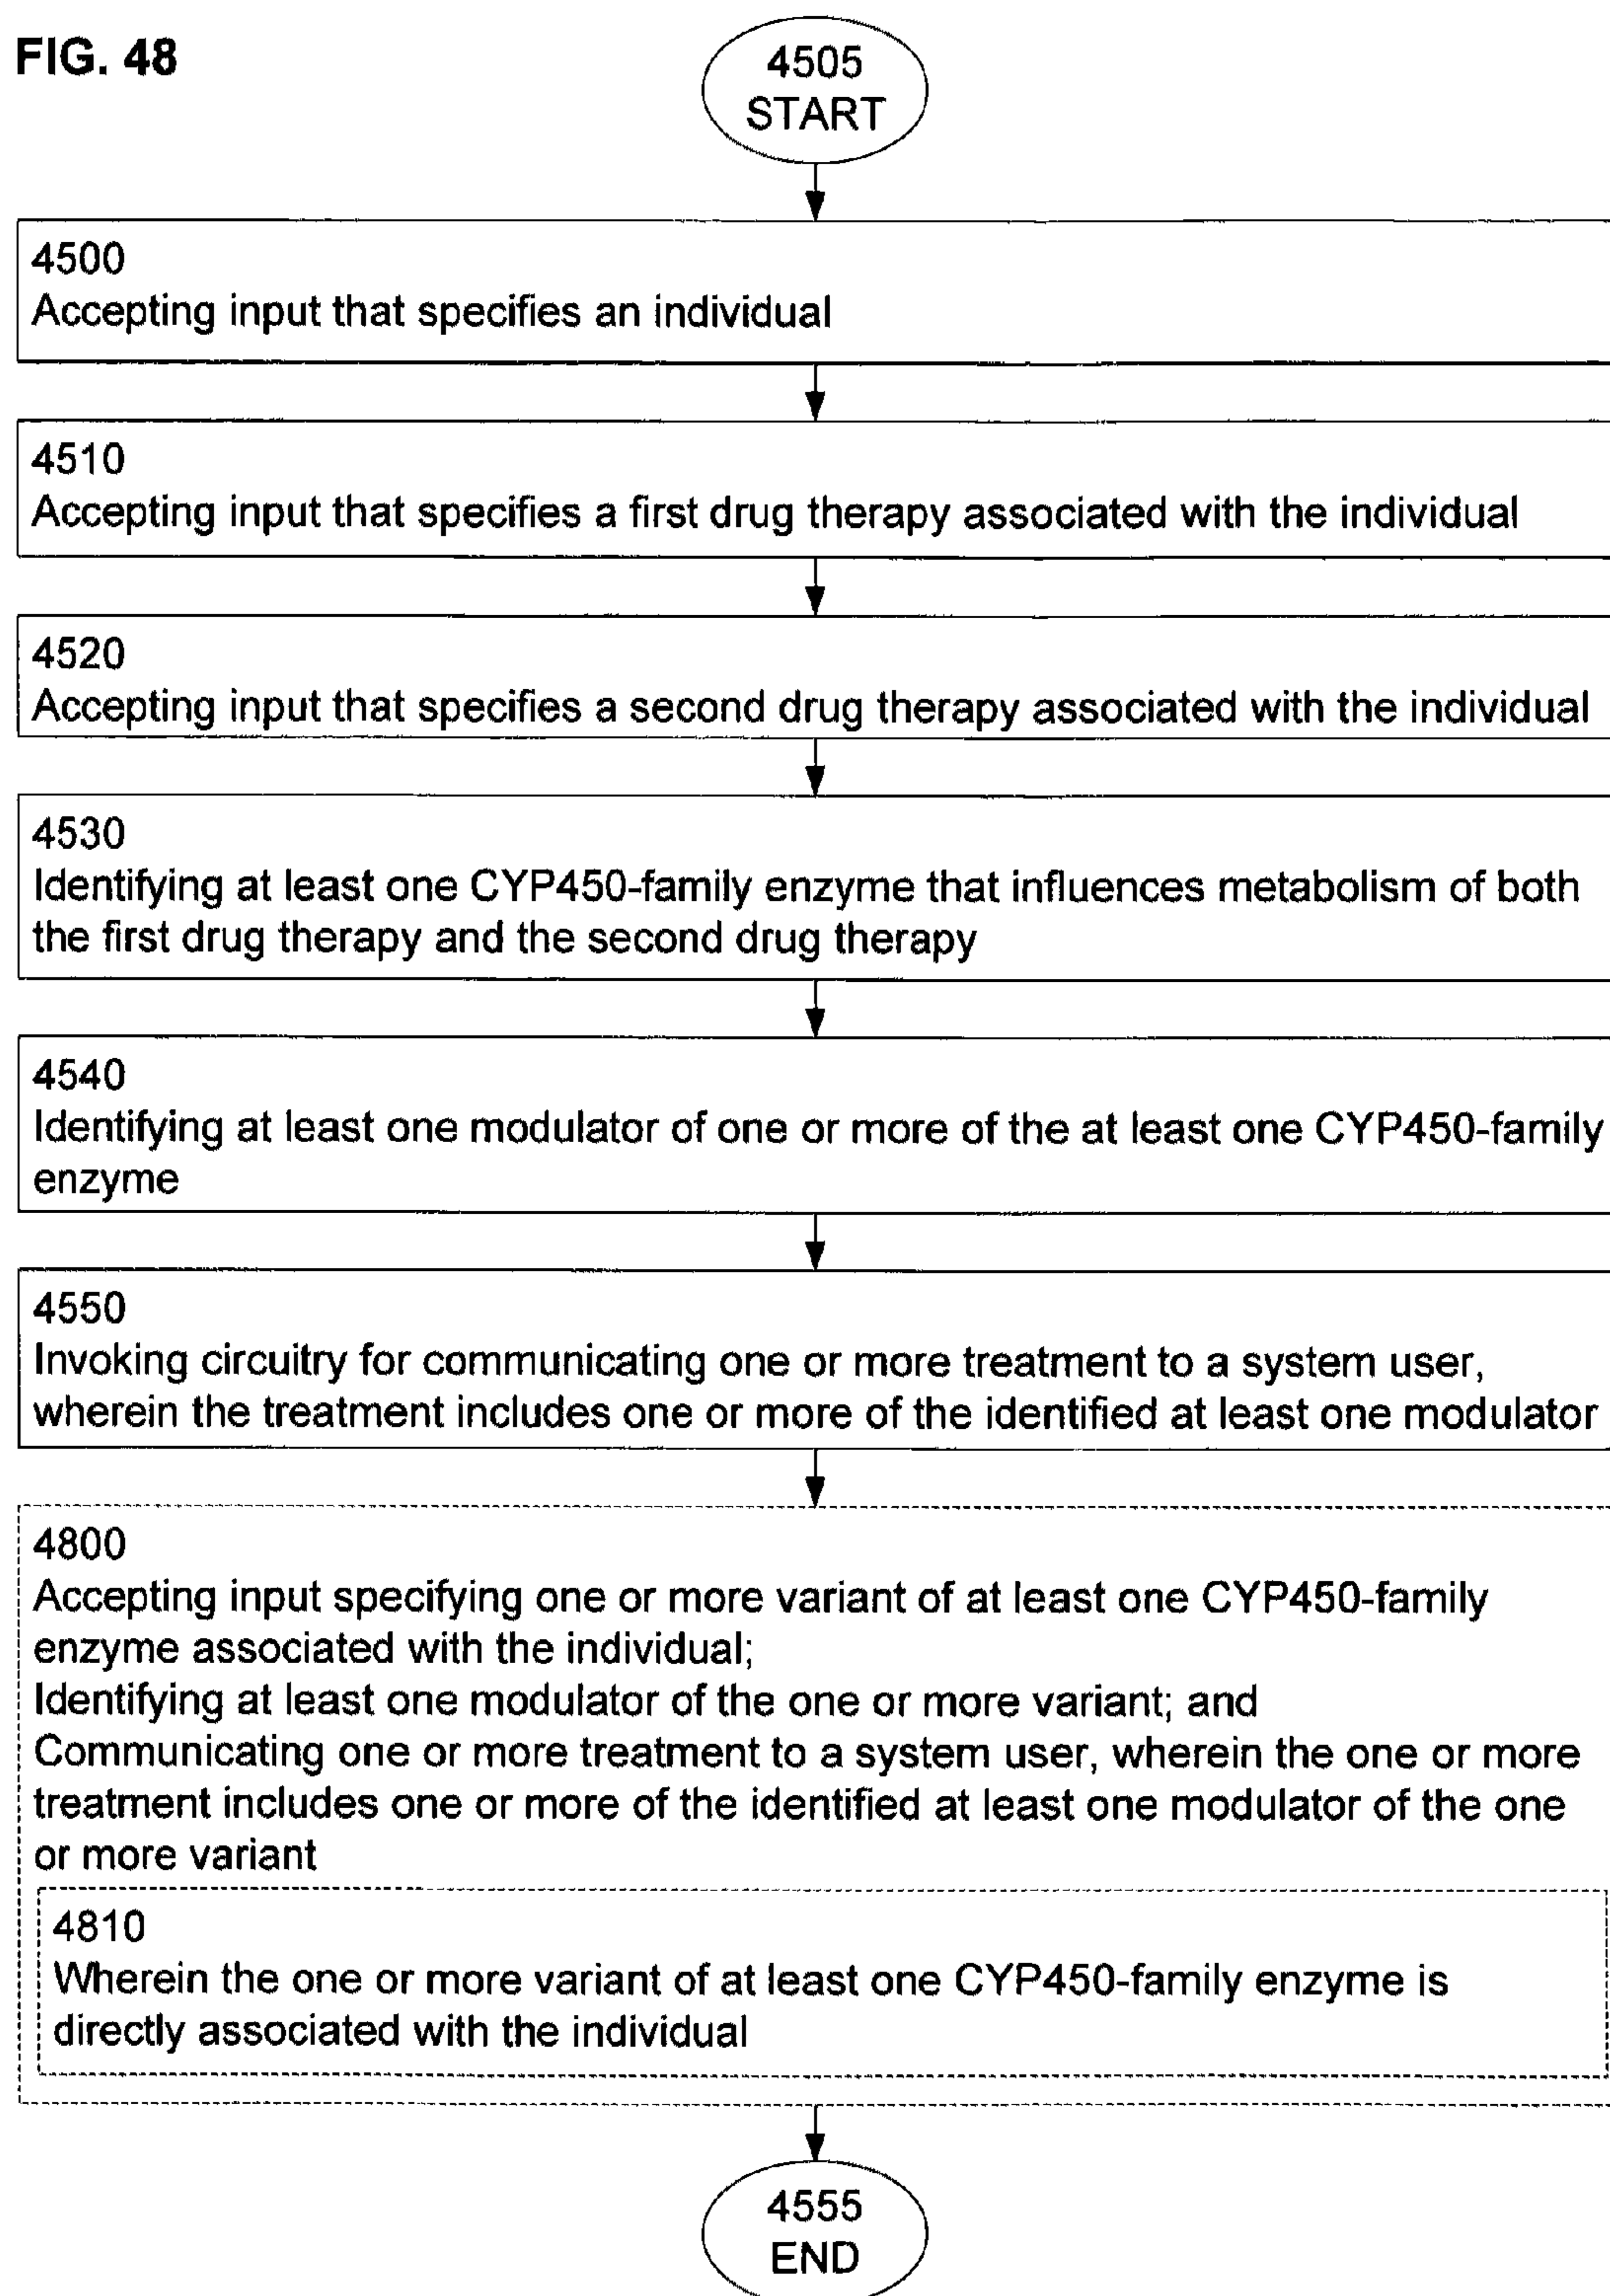 FIG. 48
4505
START
4500
Accepting input that specifies an individual
4510
Accepting input that specifies a first drug therapy associated with the individual
4520
Accepting input that specifies a second drug therapy associated with the individual
4530
Identifying at least one CYP450-family enzyme that influences metabolism of both
the first drug therapy and the second drug therapy
4540
Identifying at least one modulator of one or more of the at least one CYP450-family
enzyme
4550
Invoking circuitry for communicating one or more treatment to a system user,
wherein the treatment includes one or more of the identified at least one modulator
4800
Accepting input specifying one or more variant of at least one CYP450-family
enzyme associated with the individual;
Identifying at least one modulator of the one or more variant; and
Communicating one or more treatment to a system user, wherein the one or more
treatment includes one or more of the identified at least one modulator of the one
or more variant
4810
Wherein the one or more variant of at least one CYP450-family enzyme is
directly associated with the individual
4555
END